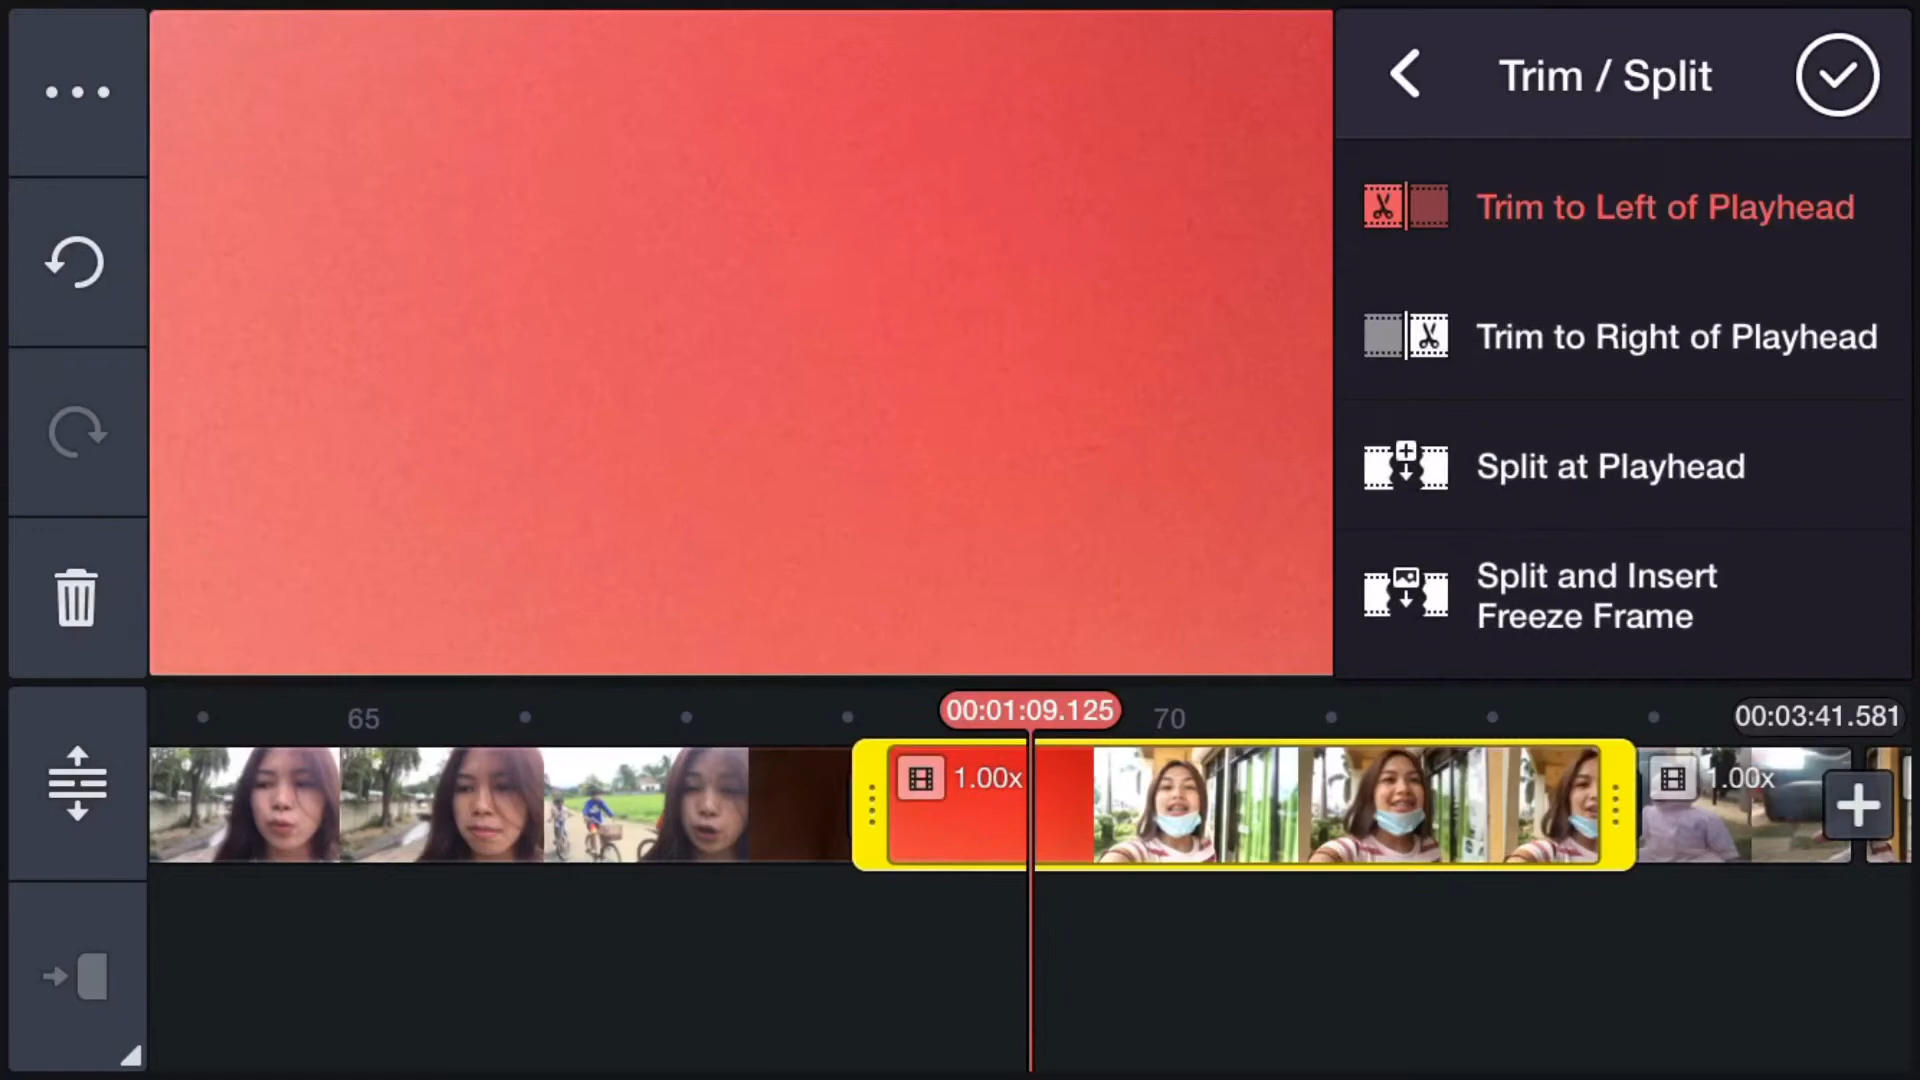 Trim / Split
Trim to Left of Playhead
Trim to Right of Playhead
Split at Playhead
Split and Insert
Freeze Frame
65
00:01:09.125
70
00:03:41.581
1.00x
1.00x